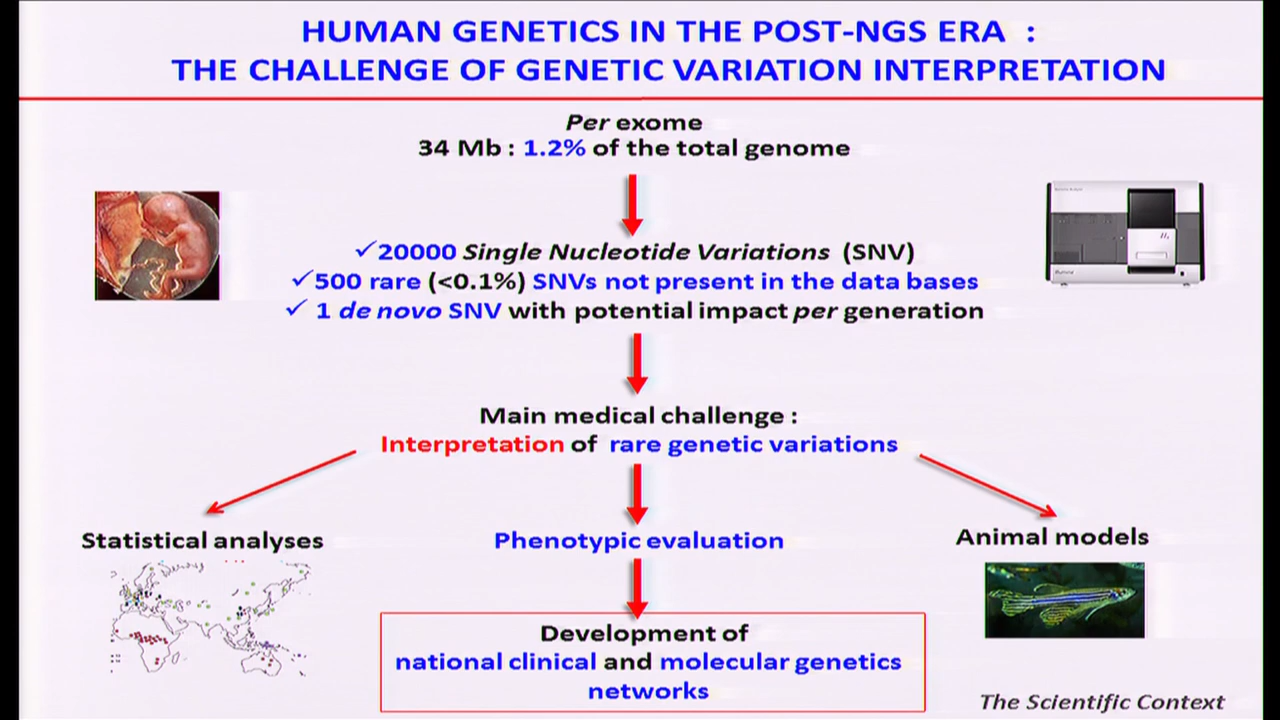 HUMAN GENETICS IN THE POST-NGS ERA :
THE CHALLENGE OF GENETIC VARIATION INTERPRETATION
Per exome
34 Mb : 1.2% of the total genome
✓20000 Single Nucleotide Variations (SNV)
✓500 rare (<0.1%) SNVs not present in the data bases
✓ 1 de novo SNV with potential impact per generation
Main medical challenge :
Interpretation of rare genetic variations
Statistical analyses
Phenotypic evaluation
Animal models
Development of
national clinical and molecular genetics
networks
The Scientific Context